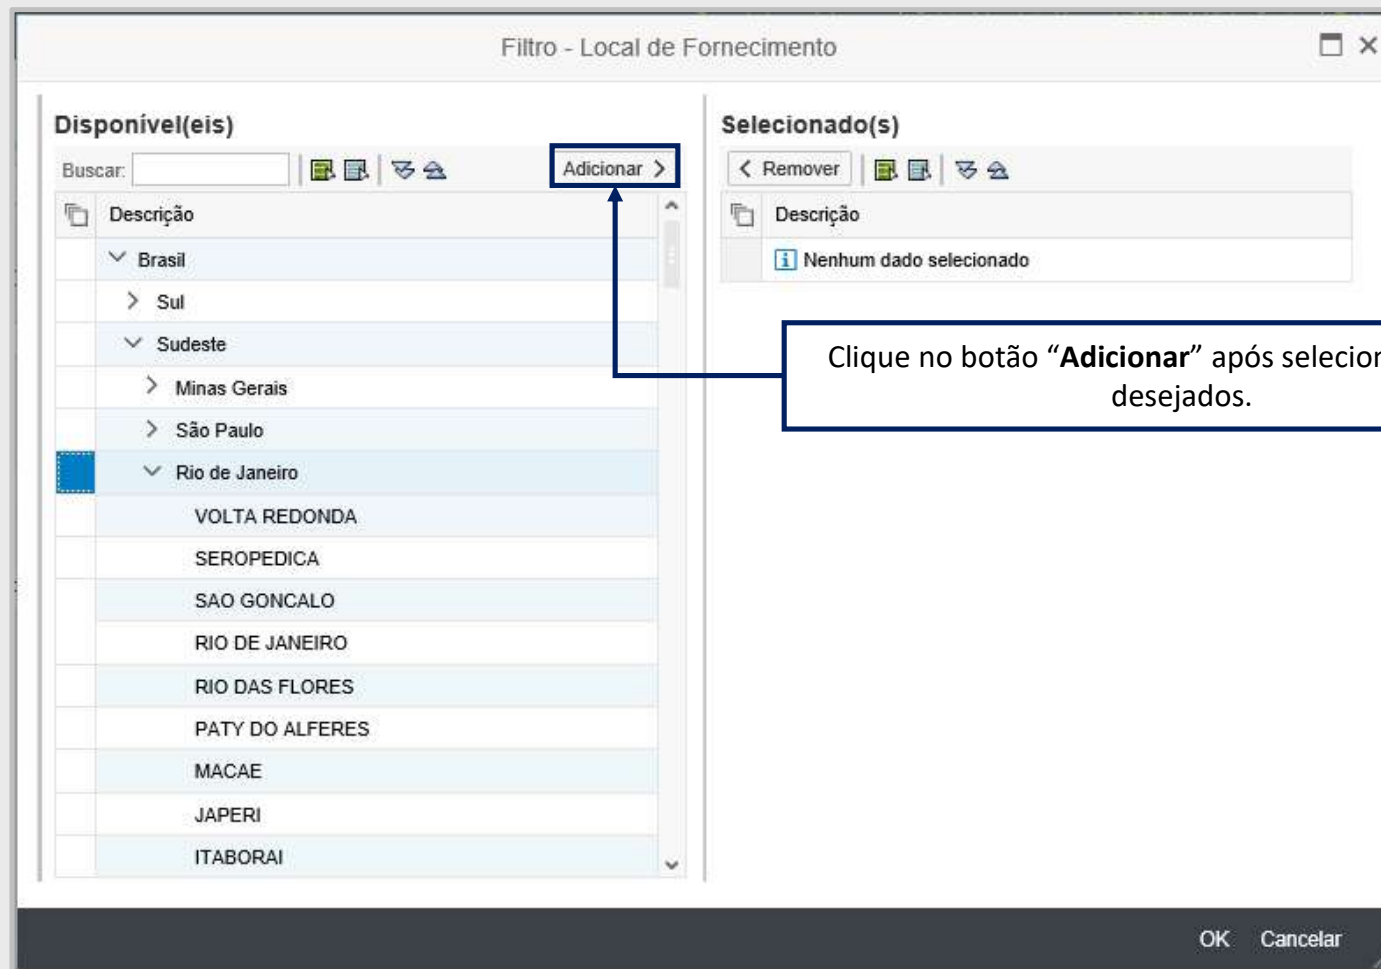 Filtro - Local de Fornecimento
Disponível(eis)
Buscar:
Adicionar
Descrição
Brasil
Sul
Sudeste
Minas Gerais
São Paulo
Rio de Janeiro
VOLTA REDONDA
SEROPEDICA
SAO GONCALO
RIO DE JANEIRO
RIO DAS FLORES
PATY DO ALFERES
MACAE
JAPERI
ITABORAI
Selecionado(s)
Remover
Descrição
Nenhum dado selecionado
Clique no botão “Adicionar” após
desejados.
OK Cancelar